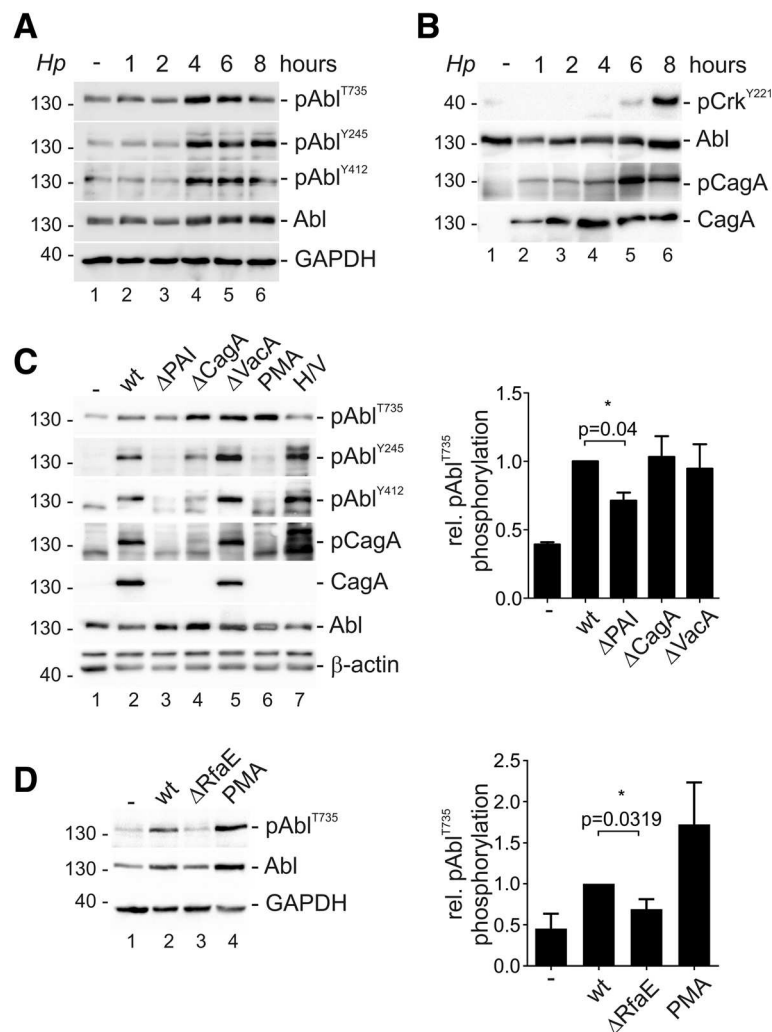 A
Hp - 1 2 4 6 8 hours
130 - - pAbl^T735
130 - - pAbl^Y245
130 - - pAbl^Y412
130 - - Abl
40 - - GAPDH
1 2 3 4 5 6
B
Hp - 1 2 4 6 8 hours
40 - - pCrk^Y221
130 - - Abl
130 - - pCagA
130 - - CagA
1 2 3 4 5 6
C
- wt ΔPAI ΔCagA ΔVacA PMA H/V
130 - - pAbl^T735
130 - - pAbl^Y245
130 - - pAbl^Y412
130 - - pCagA
130 - - CagA
130 - - Abl
40 - - β-actin
1 2 3 4 5 6 7
rel. pAbl^T735
phosphorylation
1.5
1.0
0.5
0.0
*
p=0.04
- wt ΔPAI ΔCagA ΔVacA
D
- wt ΔRfaE PMA
130 - - pAbl^T735
130 - - Abl
40 - - GAPDH
1 2 3 4
rel. pAbl^T735
phosphorylation
2.5
2.0
1.5
1.0
0.5
0.0
*
p=0.0319
- wt ΔRfaE PMA